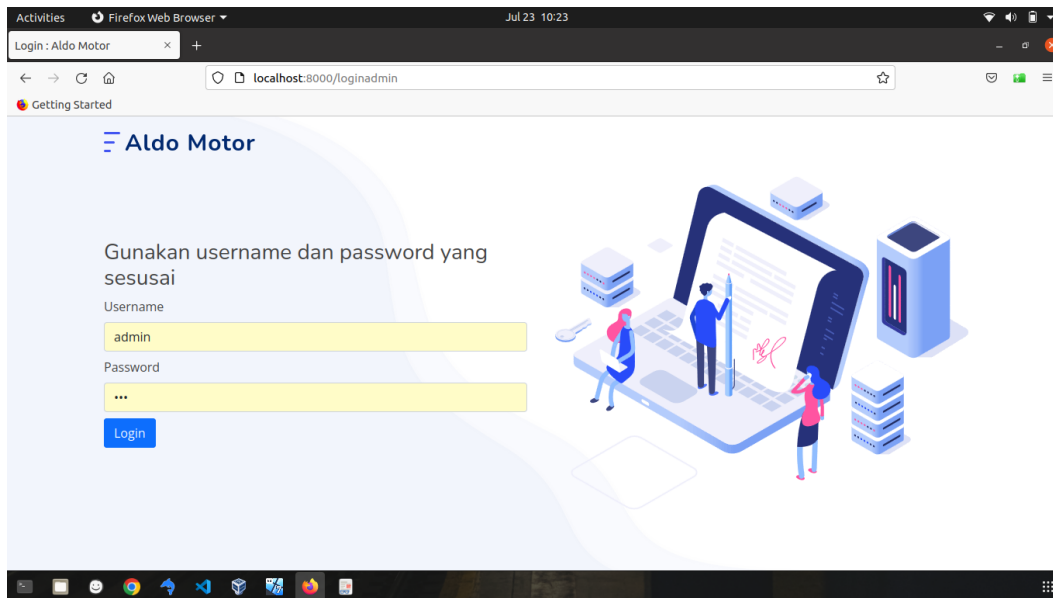 Activities Firefox Web Browser Jul 23 10:23
Login : Aldo Motor
localhost:8000/loginadmin
Getting Started
Aldo Motor
Gunakan username dan password yang
sesusai
Username
admin
Password
•••
Login